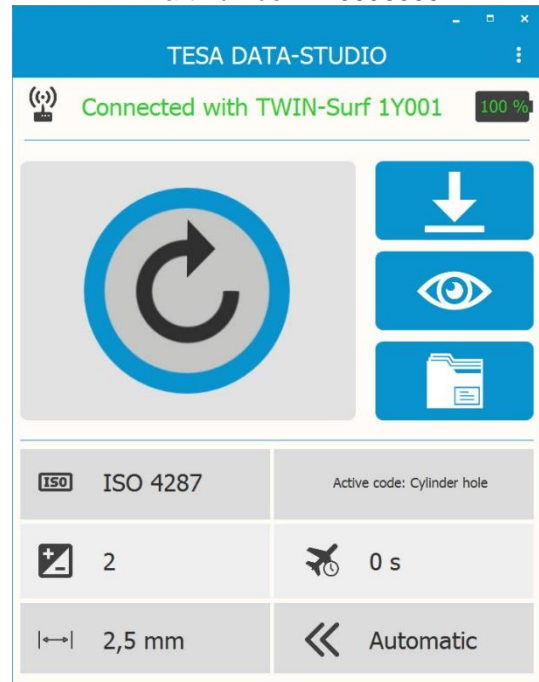 TESA DATA-STUDIO
Connected with TWIN-Surf 1Y001
100 %
ISO
ISO 4287
Active code: Cylinder hole
2
0 s
2,5 mm
Automatic